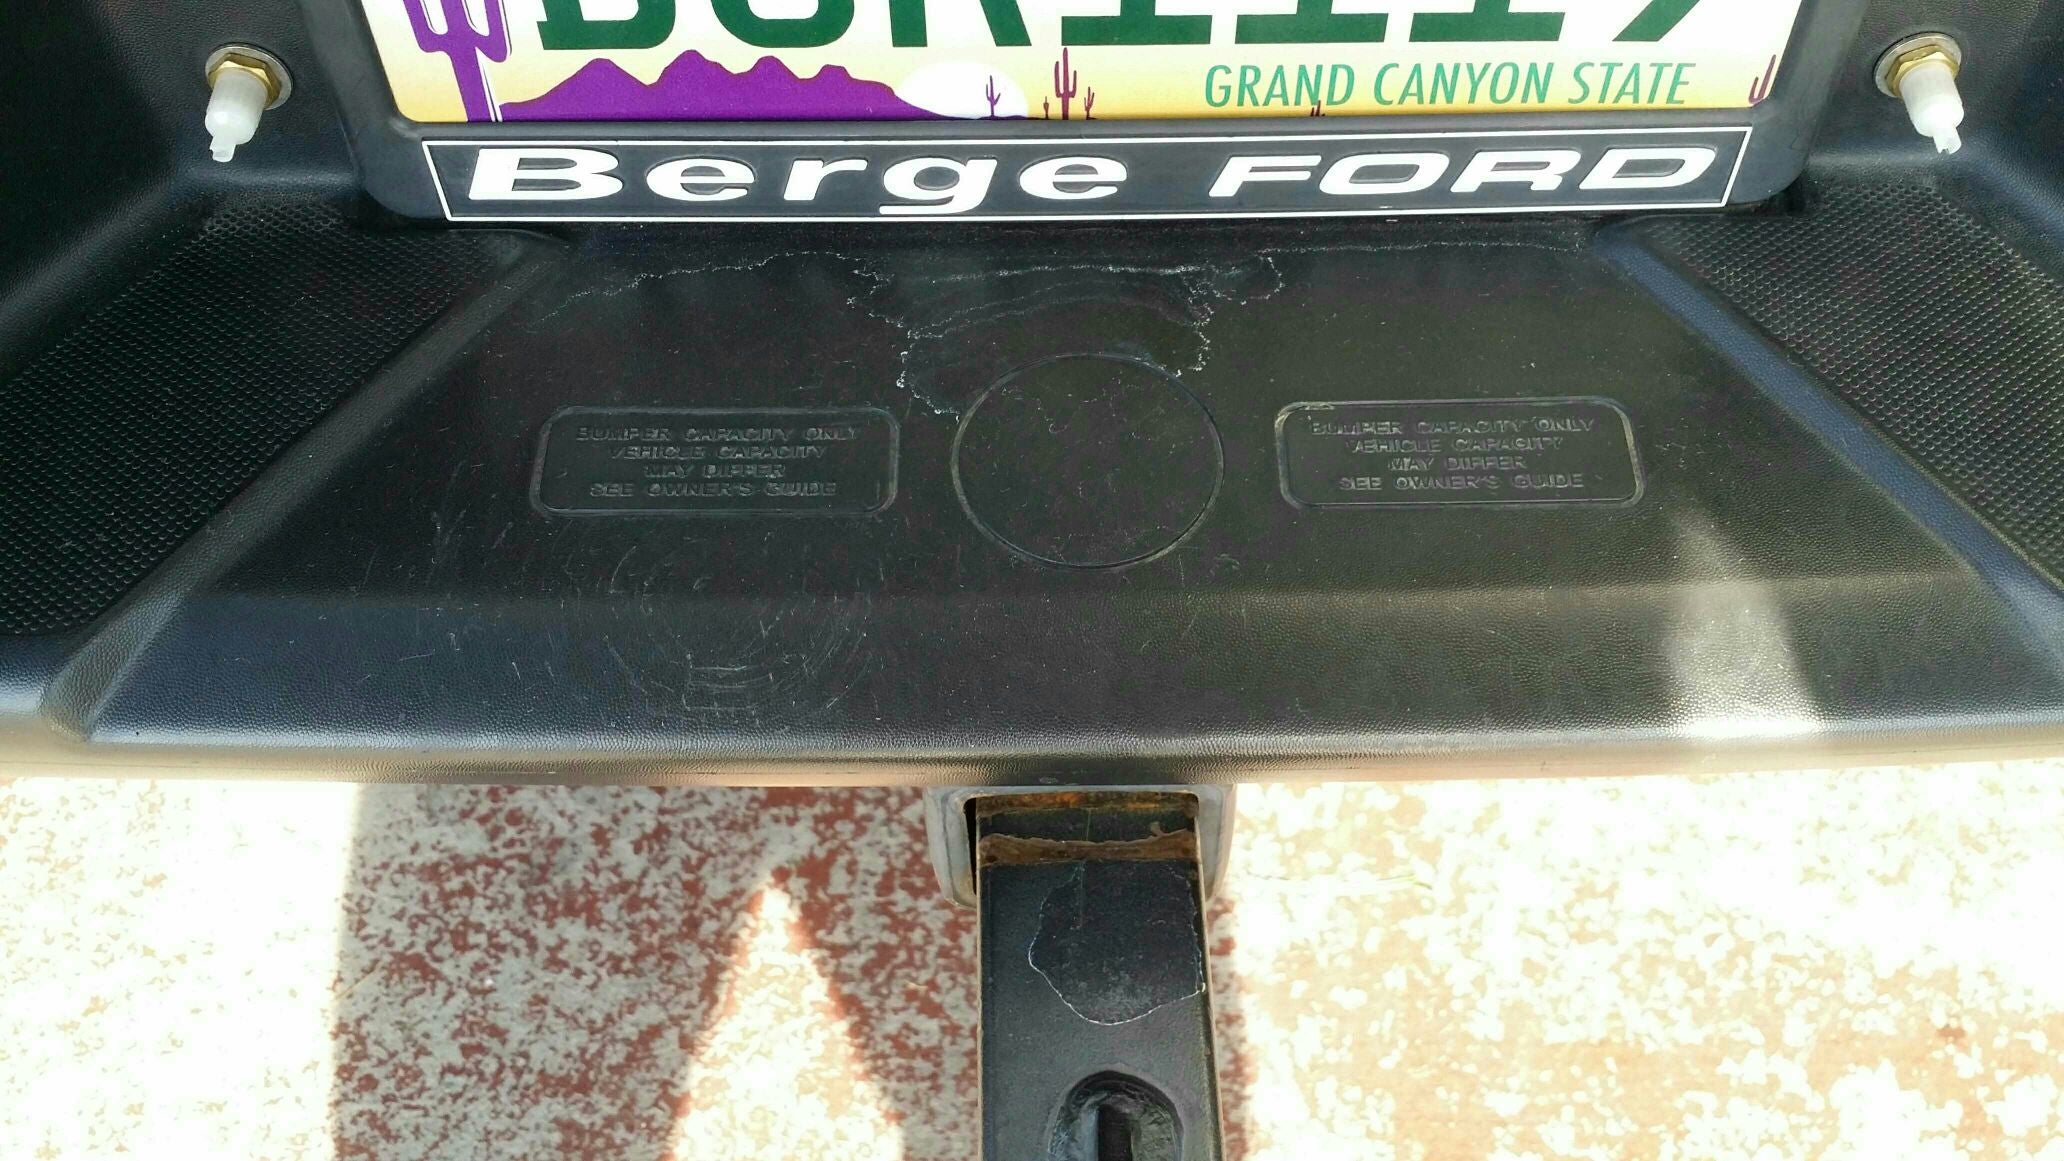 GRAND CANYON STATE
Berge FORD
BUMPER CAPACITY ONLY
VEHICLE CAPACITY
MAY DIFFER
SEE OWNER'S GUIDE
BUMPER CAPACITY ONLY
VEHICLE CAPACITY
MAY DIFFER
SEE OWNER'S GUIDE